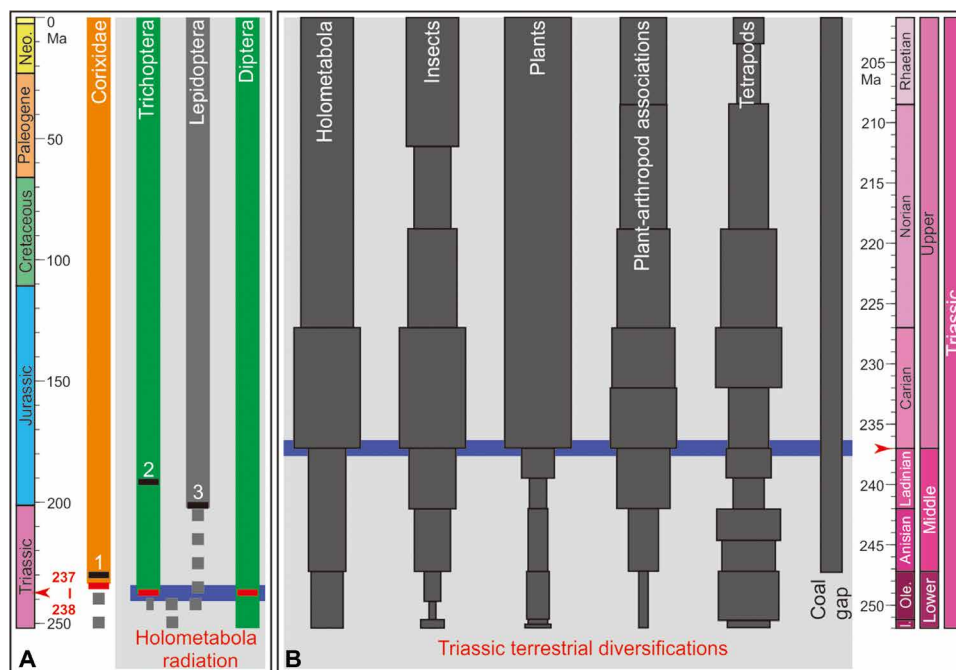 0
Ma
50
100
150
200
250
Neo.
Paleogene
Cretaceous
Jurassic
Triassic
237
I
238
Corixidae
Trichoptera
Lepidoptera
Diptera
1
2
3
Holometabola
radiation
A
Holometabola
Insects
Plants
Plant-arthropod associations
Tetrapods
Coal
gap
Triassic terrestrial diversifications
B
205
Ma
210
215
220
225
230
235
240
245
250
Rhaetian
Norian
Carian
Ladinian
Anisian
Ole.
I.
Upper
Middle
Lower
Triassic